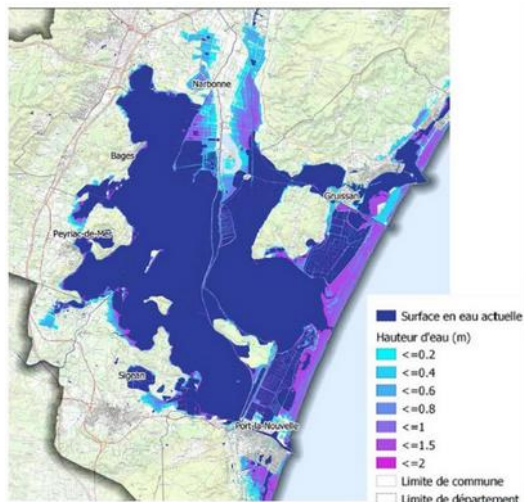 Narbonne
Bages
Gruissan
Peyriac-de-Mer
Sigean
Port-la-Nouvelle
Surface en eau actuelle
Hauteur d'eau (m)
<=0.2
<=0.4
<=0.6
<=0.8
<=1
<=1.5
<=2
Limite de commune
Limite de département